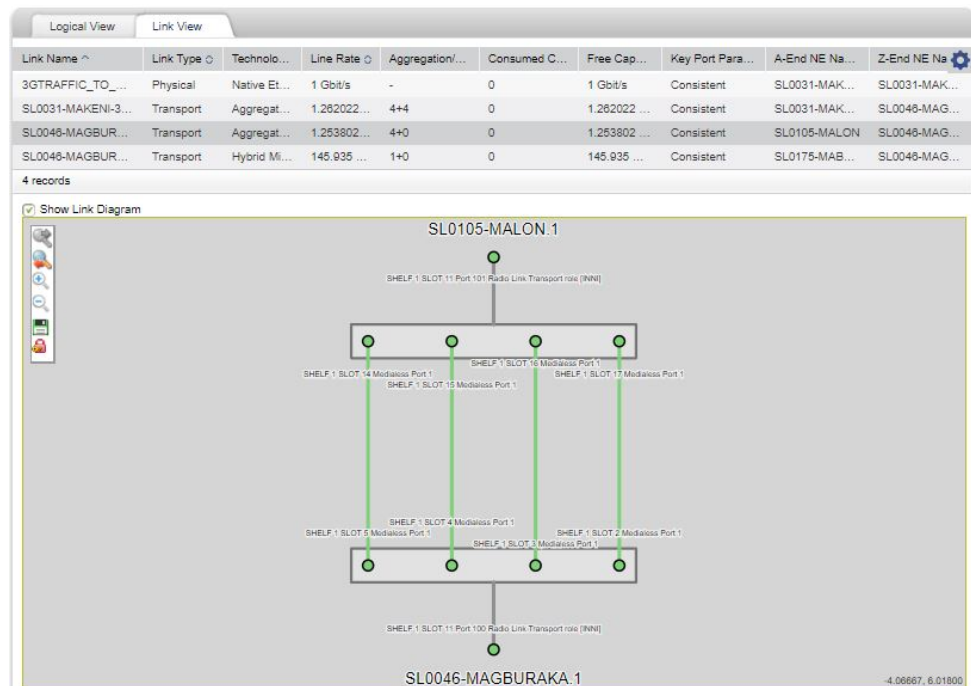 Logical View Link View
Link Name Link Type Technolo... Line Rate Aggregation/... Consumed C... Free Cap... Key Port Para... A-End NE Na... Z-End NE Na
3GTRAFFIC_TO_... Physical Native Et... 1 Gbit/s - 0 1 Gbit/s Consistent SL0031-MAK... SL0031-MAK...
SL0031-MAKENI-3... Transport Aggregat... 1.262022... 4+4 0 1.262022 ... Consistent SL0031-MAK... SL0046-MAG...
SL0046-MAGBUR... Transport Aggregat... 1.253802... 4+0 0 1.253802 ... Consistent SL0105-MALON SL0046-MAG...
SL0046-MAGBUR... Transport Hybrid Mi... 145.935 ... 1+0 0 145.935 ... Consistent SL0175-MAB... SL0046-MAG...
4 records
Show Link Diagram
SL0105-MALON.1
SHELF 1 SLOT 11 Port 101 Radio Link Transport role [INNI]
SHELF 1 SLOT 16 Medialess Port 1
SHELF 1 SLOT 14 Medialess Port 1 SHELF 1 SLOT 17 Medialess Port 1
SHELF 1 SLOT 15 Medialess Port 1
SHELF 1 SLOT 4 Medialess Port 1
SHELF 1 SLOT 5 Medialess Port 1 SHELF 1 SLOT 2 Medialess Port 1
SHELF 1 SLOT 3 Medialess Port 1
SHELF 1 SLOT 11 Port 100 Radio Link Transport role [INNI]
SL0046-MAGBURAKA.1
-4.06667, 6.01800